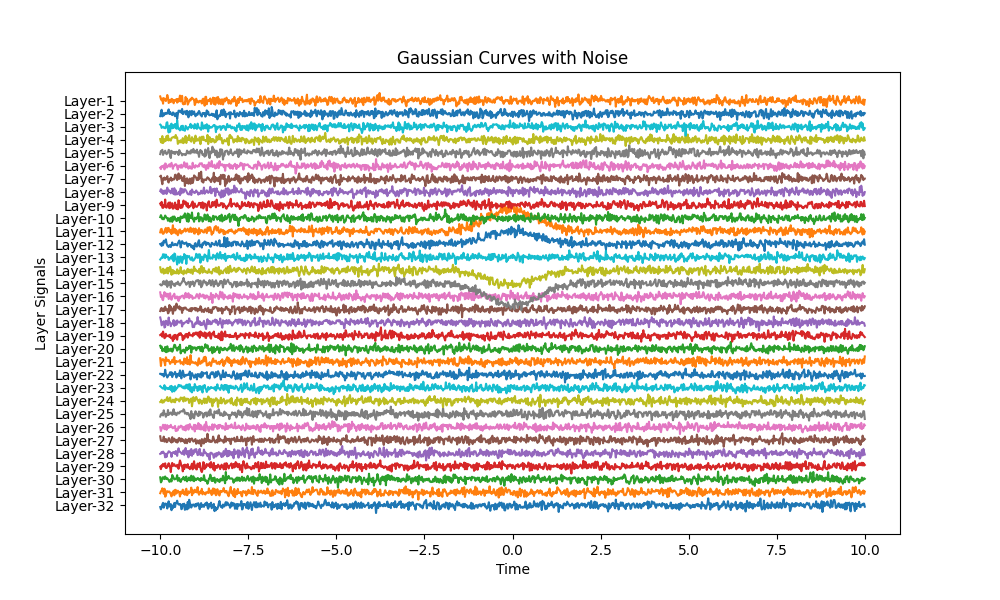 Gaussian Curves with Noise
Layer Signals
Layer-1
Layer-2
Layer-3
Layer-4
Layer-5
Layer-6
Layer-7
Layer-8
Layer-9
Layer-10
Layer-11
Layer-12
Layer-13
Layer-14
Layer-15
Layer-16
Layer-17
Layer-18
Layer-19
Layer-20
Layer-21
Layer-22
Layer-23
Layer-24
Layer-25
Layer-26
Layer-27
Layer-28
Layer-29
Layer-30
Layer-31
Layer-32
−10.0 −7.5 −5.0 −2.5 0.0 2.5 5.0 7.5 10.0
Time